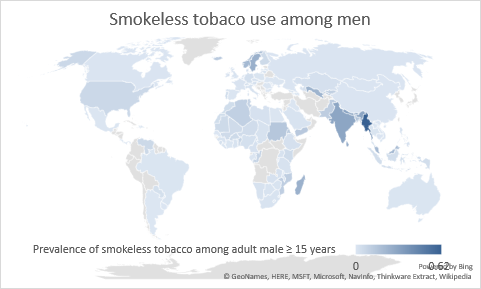 Smokeless tobaco use among men
Prevalence of smokeless tobacco among adult male ≥ 15 years
0
0.62
Powered by Bing
© GeoNames, HERE, MSFT, Microsoft, NavInfo, Thinkware Extract, Wikipedia